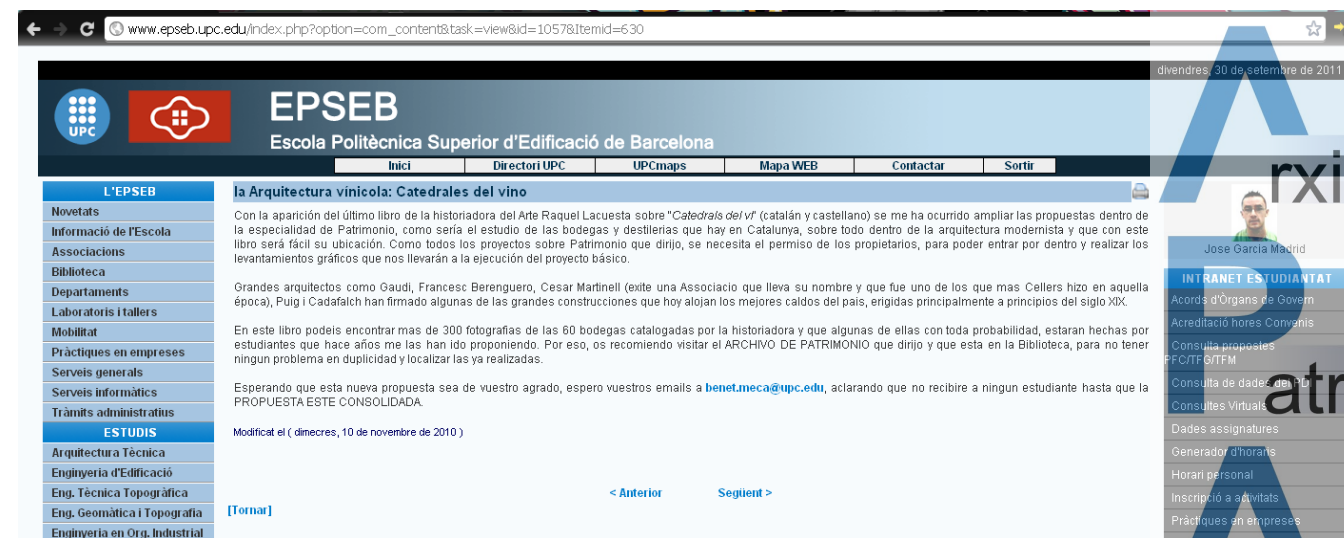 www.epseb.upc.edu/index.php?option=com_content&task=view&id=1057&Itemid=630
divendres, 30 de setembre de 2011
UPC
EPSEB
Escola Politècnica Superior d'Edificació de Barcelona
Inici Directori UPC UPCmaps Mapa WEB Contactar Sortir
L'EPSEB
Novetats
Informació de l'Escola
Associacions
Biblioteca
Departaments
Laboratoris i tallers
Mobilitat
Pràctiques en empreses
Serveis generals
Serveis informàtics
Tràmits administratius
ESTUDIS
Arquitectura Tècnica
Enginyeria d'Edificació
Eng. Tècnica Topogràfica
Eng. Geomàtica i Topografia
Enginyeria en Org. Industrial
la Arquitectura vínicola: Catedrales del vino
Con la aparición del último libro de la historiadora del Arte Raquel Lacuesta sobre "Catedrals del vi" (catalán y castellano) se me ha ocurrido ampliar las propuestas dentro de
la especialidad de Patrimonio, como sería el estudio de las bodegas y destilerias que hay en Catalunya, sobre todo dentro de la arquitectura modernista y que con este
libro será fácil su ubicación. Como todos los proyectos sobre Patrimonio que dirijo, se necesita el permiso de los propietarios, para poder entrar por dentro y realizar los
levantamientos gráficos que nos llevarán a la ejecución del proyecto básico.
Grandes arquitectos como Gaudi, Francesc Berenguero, Cesar Martinell (exite una Associacio que lleva su nombre y que fue uno de los que mas Cellers hizo en aquella
época), Puig i Cadafalch han firmado algunas de las grandes construcciones que hoy alojan los mejores caldos del pais, erigidas principalmente a principios del siglo XIX.
En este libro podeis encontrar mas de 300 fotografias de las 60 bodegas catalogadas por la historiadora y que algunas de ellas con toda probabilidad, estaran hechas por
estudiantes que hace años me las han ido proponiendo. Por eso, os recomiendo visitar el ARCHIVO DE PATRIMONIO que dirijo y que esta en la Biblioteca, para no tener
ningun problema en duplicidad y localizar las ya realizadas.
Esperando que esta nueva propuesta sea de vuestro agrado, espero vuestros emails a benet.meca@upc.edu, aclarando que no recibire a ningun estudiante hasta que la
PROPUESTA ESTE CONSOLIDADA.
Modificat el ( dimecres, 10 de novembre de 2010 )
< Anterior Següent >
[Tornar]
Arxi
Jose Garcia Madrid
INTRANET ESTUDIANTAT
Acords d'Òrgans de Govern
Acreditació hores Convenis
Consulta propostes
PFC/TFG/TFM
Consulta de dades del PDI
Consultes Virtuals
Patr
Dades assignatures
Generador d'horaris
Horari personal
Inscripció a activitats
Pràctiques en empreses
A